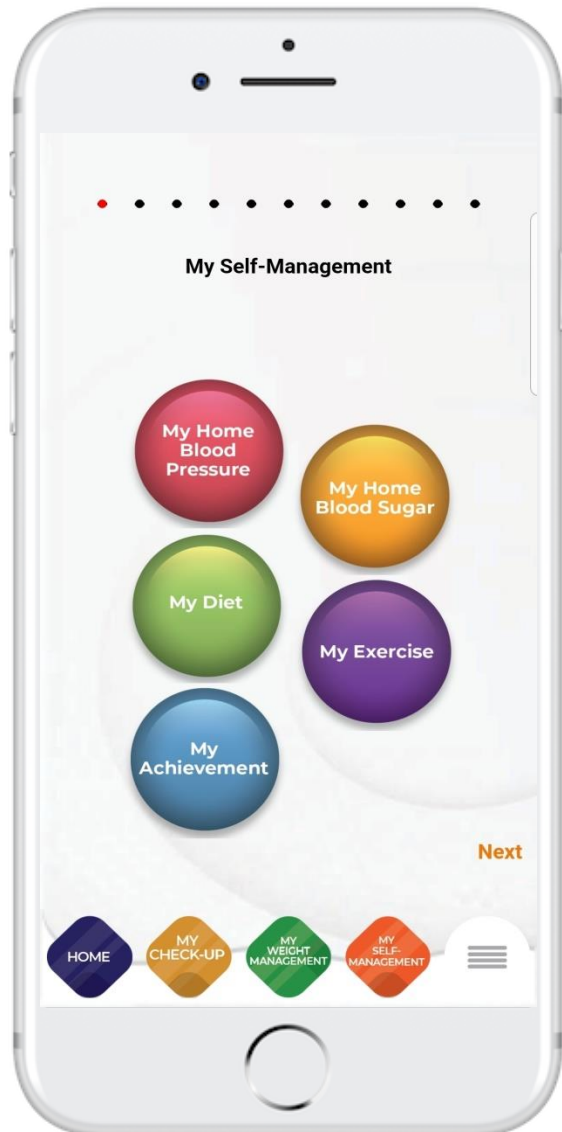 My Self-Management
My Home
Blood
Pressure
My Home
Blood Sugar
My Diet
My Exercise
My
Achievement
Next
HOME
MY
CHECK-UP
MY
WEIGHT
MANAGEMENT
MY
SELF-
MANAGEMENT